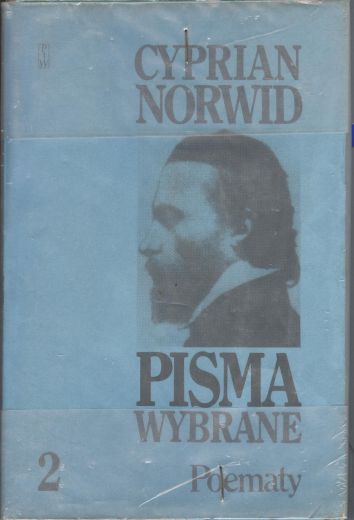 CYPRIAN
NORWID
PISMA
WYBRANE
2
Poematy